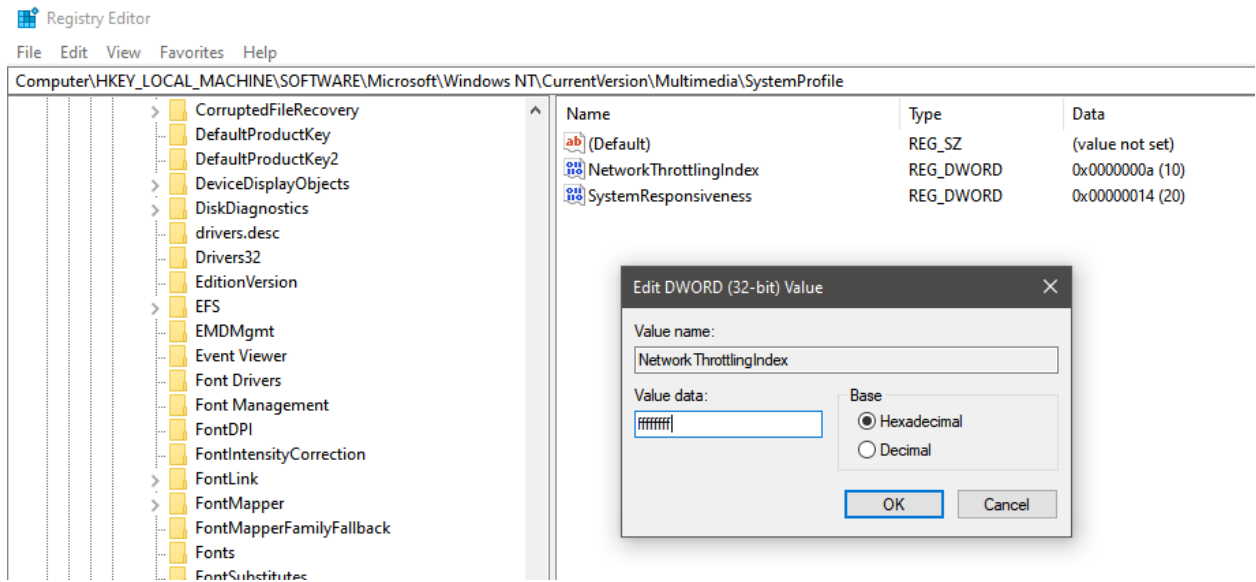 Registry Editor
File Edit View Favorites Help
Computer\HKEY_LOCAL_MACHINE\SOFTWARE\Microsoft\Windows NT\CurrentVersion\Multimedia\SystemProfile
CorruptedFileRecovery
DefaultProductKey
DefaultProductKey2
DeviceDisplayObjects
DiskDiagnostics
drivers.desc
Drivers32
EditionVersion
EFS
EMDMgmt
Event Viewer
Font Drivers
Font Management
FontDPI
FontIntensityCorrection
FontLink
FontMapper
FontMapperFamilyFallback
Fonts
FontSubstitutes
Name Type Data
(Default) REG_SZ (value not set)
NetworkThrottlingIndex REG_DWORD 0x0000000a (10)
SystemResponsiveness REG_DWORD 0x00000014 (20)
Edit DWORD (32-bit) Value
Value name:
NetworkThrottlingIndex
Value data:
ffffffff
Base
Hexadecimal
Decimal
OK Cancel